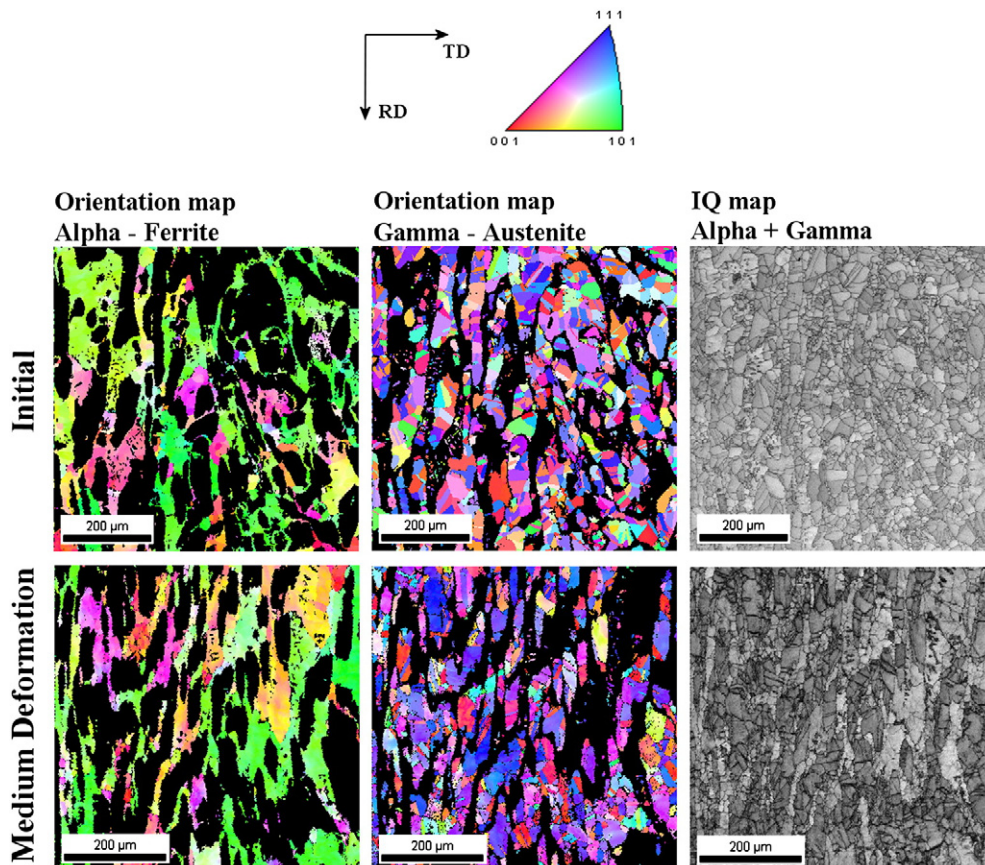 1 1 1
TD
RD
0 0 1
1 0 1
Orientation map
Alpha - Ferrite
Orientation map
Gamma - Austenite
IQ map
Alpha + Gamma
Initial
200 µm
200 µm
200 µm
Medium Deformation
200 µm
200 µm
200 µm